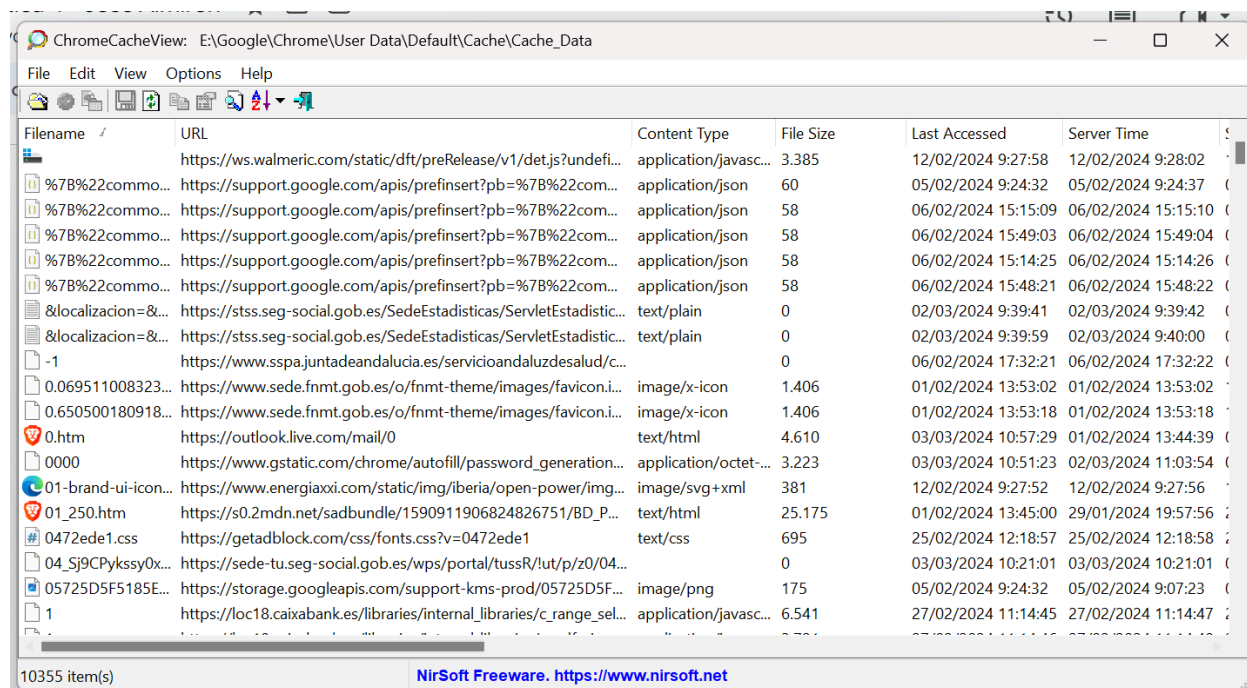 ChromeCacheView: E:\Google\Chrome\User Data\Default\Cache\Cache_Data
File Edit View Options Help
Filename / URL Content Type File Size Last Accessed Server Time
https://ws.walmeric.com/static/dft/preRelease/v1/det.js?undefi... application/javasc... 3.385 12/02/2024 9:27:58 12/02/2024 9:28:02
%7B%22commo... https://support.google.com/apis/prefinsert?pb=%7B%22com... application/json 60 05/02/2024 9:24:32 05/02/2024 9:24:37
%7B%22commo... https://support.google.com/apis/prefinsert?pb=%7B%22com... application/json 58 06/02/2024 15:15:09 06/02/2024 15:15:10
%7B%22commo... https://support.google.com/apis/prefinsert?pb=%7B%22com... application/json 58 06/02/2024 15:49:03 06/02/2024 15:49:04
%7B%22commo... https://support.google.com/apis/prefinsert?pb=%7B%22com... application/json 58 06/02/2024 15:14:25 06/02/2024 15:14:26
%7B%22commo... https://support.google.com/apis/prefinsert?pb=%7B%22com... application/json 58 06/02/2024 15:48:21 06/02/2024 15:48:22
&localizacion=&... https://stss.seg-social.gob.es/SedeEstadisticas/ServletEstadistic... text/plain 0 02/03/2024 9:39:41 02/03/2024 9:39:42
&localizacion=&... https://stss.seg-social.gob.es/SedeEstadisticas/ServletEstadistic... text/plain 0 02/03/2024 9:39:59 02/03/2024 9:40:00
-1 https://www.sspa.juntadeandalucia.es/servicioandaluzdesalud/c... 0 06/02/2024 17:32:21 06/02/2024 17:32:22
0.069511008323... https://www.sede.fnmt.gob.es/o/fnmt-theme/images/favicon.i... image/x-icon 1.406 01/02/2024 13:53:02 01/02/2024 13:53:02
0.650500180918... https://www.sede.fnmt.gob.es/o/fnmt-theme/images/favicon.i... image/x-icon 1.406 01/02/2024 13:53:18 01/02/2024 13:53:18
0.htm https://outlook.live.com/mail/0 text/html 4.610 03/03/2024 10:57:29 01/02/2024 13:44:39
0000 https://www.gstatic.com/chrome/autofill/password_generation... application/octet-... 3.223 03/03/2024 10:51:23 02/03/2024 11:03:54
01-brand-ui-icon... https://www.energiaxxi.com/static/img/iberia/open-power/img... image/svg+xml 381 12/02/2024 9:27:52 12/02/2024 9:27:56
01_250.htm https://s0.2mdn.net/sadbundle/1590911906824826751/BD_P... text/html 25.175 01/02/2024 13:45:00 29/01/2024 19:57:56
0472ede1.css https://getadblock.com/css/fonts.css?v=0472ede1 text/css 695 25/02/2024 12:18:57 25/02/2024 12:18:58
04_Sj9CPykssy0x... https://sede-tu.seg-social.gob.es/wps/portal/tussR/!ut/p/z0/04... 0 03/03/2024 10:21:01 03/03/2024 10:21:01
05725D5F5185E... https://storage.googleapis.com/support-kms-prod/05725D5F... image/png 175 05/02/2024 9:24:32 05/02/2024 9:07:23
1 https://loc18.caixabank.es/libraries/internal_libraries/c_range_sel... application/javasc... 6.541 27/02/2024 11:14:45 27/02/2024 11:14:47
10355 item(s) NirSoft Freeware. https://www.nirsoft.net